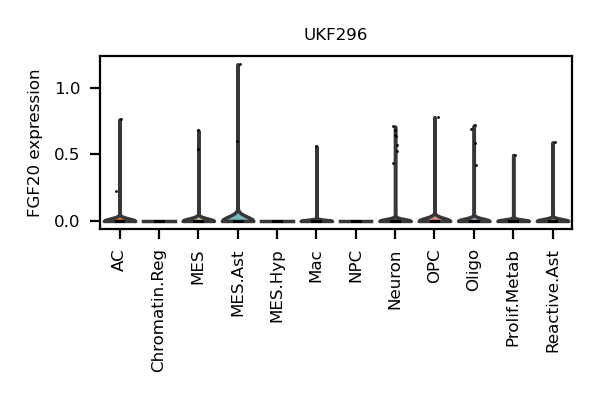 UKF296
FGF20 expression
1.0
0.5
0.0
AC
Chromatin.Reg
MES
MES.Ast
MES.Hyp
Mac
NPC
Neuron
OPC
Oligo
Prolif.Metab
Reactive.Ast